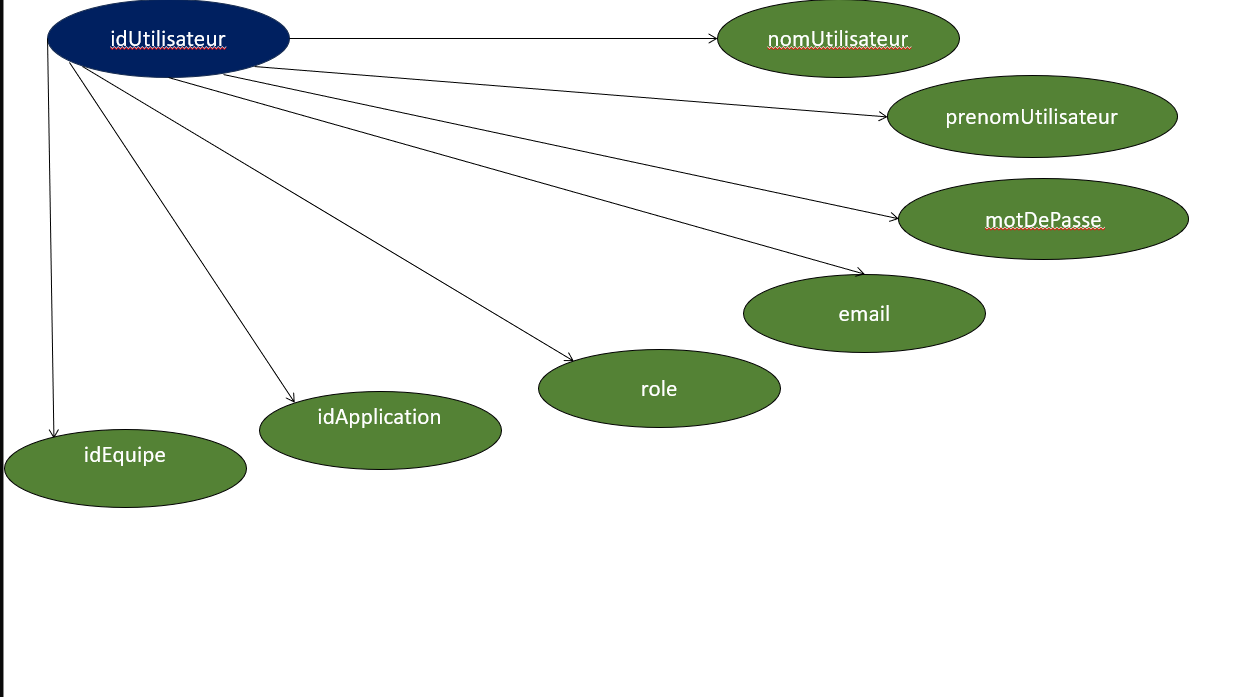 idUtilisateur
nomUtilisateur
prenomUtilisateur
motDePasse
email
role
idApplication
idEquipe